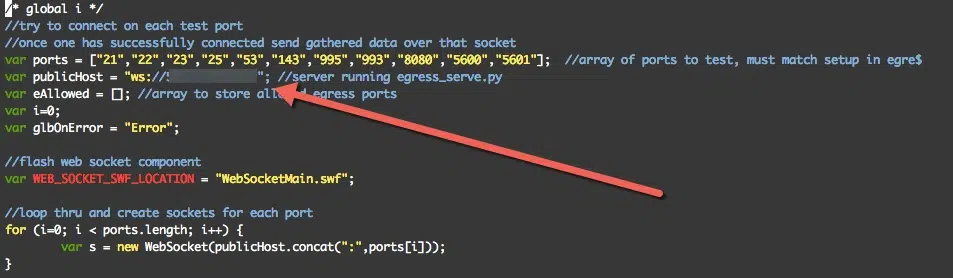 /* global i */
//try to connect on each test port
//once one has successfully connected send gathered data over that socket
var ports = ["21","22","23","25","53","143","995","993","8080","5600","5601"];  //array of ports to test, must match setup in egre$
var publicHost = "ws:// "; //server running egress_serve.py
var eAllowed = []; //array to store allowed egress ports
var i=0;
var glbOnError = "Error";
//flash web socket component
var WEB_SOCKET_SWF_LOCATION = "WebSocketMain.swf";
//loop thru and create sockets for each port
for (i=0; i < ports.length; i++) {
var s = new WebSocket(publicHost.concat(":",ports[i]));
}